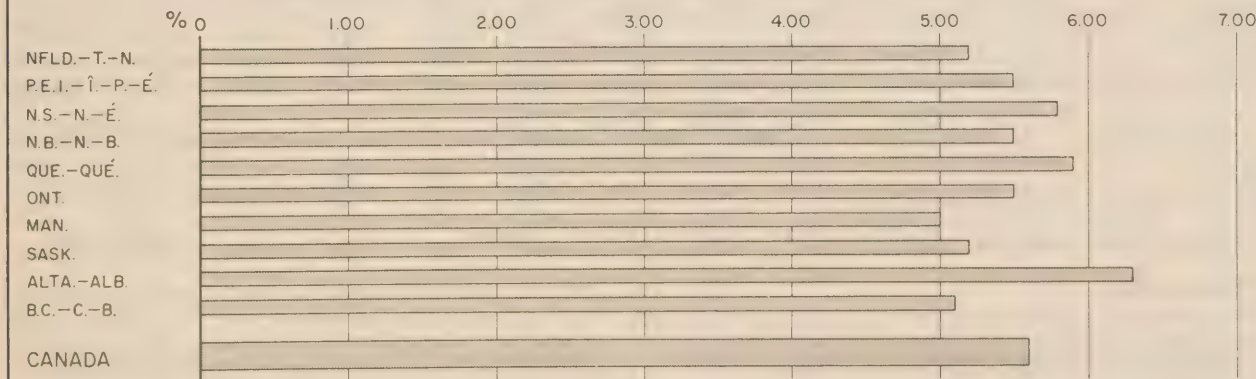 % 0 1.00 2.00 3.00 4.00 5.00 6.00 7.00
NFLD.–T.–N.
P.E.I.–Î.–P.–É.
N.S.–N.–É.
N.B.–N.–B.
QUE.–QUÉ.
ONT.
MAN.
SASK.
ALTA.–ALB.
B.C.–C.–B.
CANADA